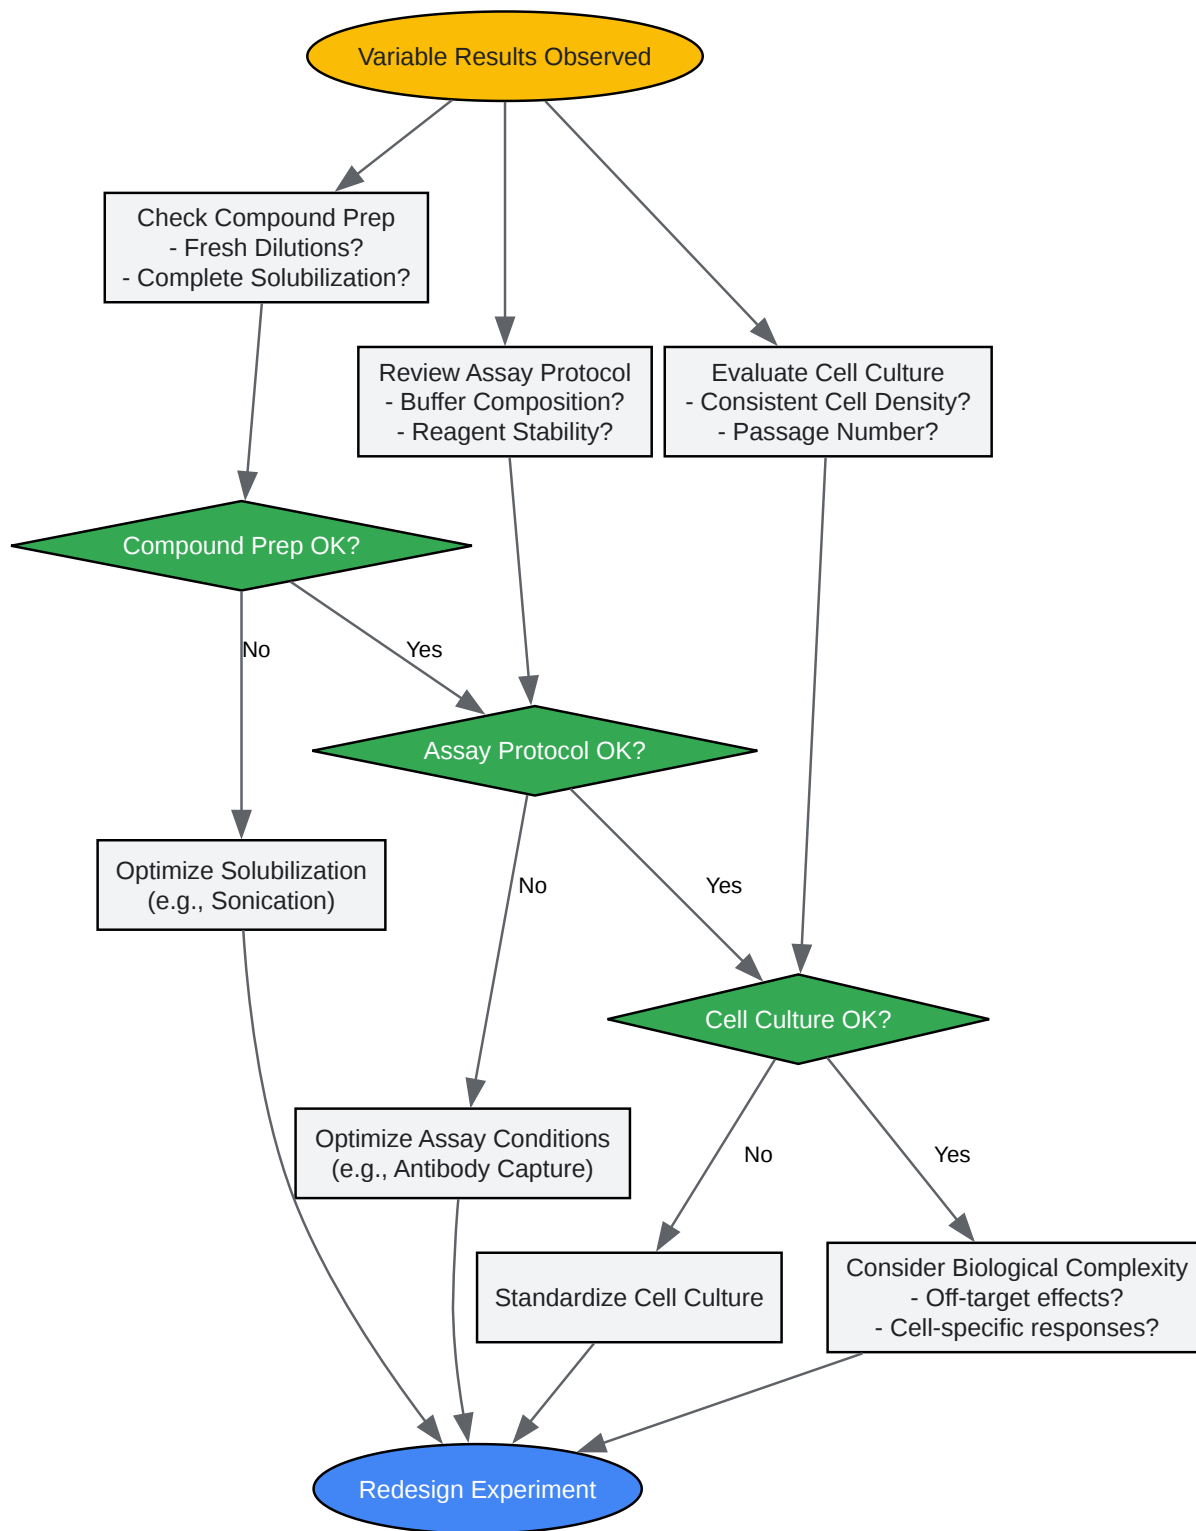 Variable Results Observed
Check Compound Prep
- Fresh Dilutions?
- Complete Solubilization?
Review Assay Protocol
- Buffer Composition?
- Reagent Stability?
Evaluate Cell Culture
- Consistent Cell Density?
- Passage Number?
Compound Prep OK?
No
Yes
Assay Protocol OK?
Optimize Solubilization
(e.g., Sonication)
No
Yes
Cell Culture OK?
Optimize Assay Conditions
(e.g., Antibody Capture)
No
Yes
Standardize Cell Culture
Consider Biological Complexity
- Off-target effects?
- Cell-specific responses?
Redesign Experiment